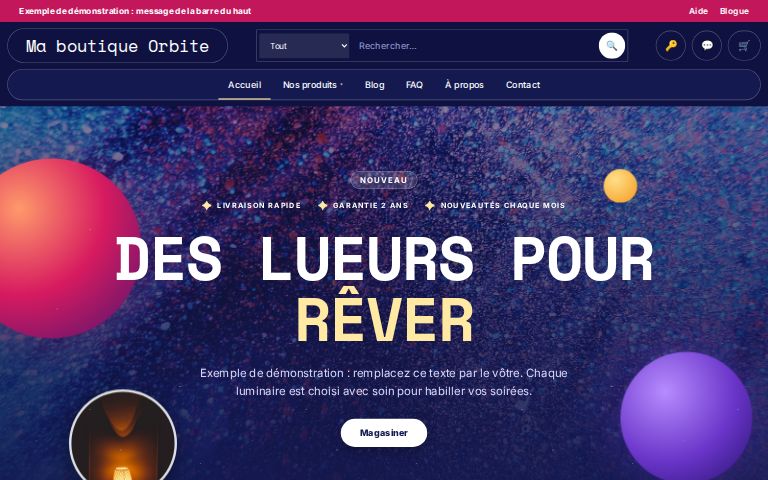 Exemple de démonstration : message de la barre du haut
Aide
Blogue
Ma boutique Orbite
Tout
Rechercher...
Accueil
Nos produits
Blog
FAQ
À propos
Contact
NOUVEAU
LIVRAISON RAPIDE
GARANTIE 2 ANS
NOUVEAUTÉS CHAQUE MOIS
DES LUEURS POUR
RÊVER
Exemple de démonstration : remplacez ce texte par le vôtre. Chaque
luminaire est choisi avec soin pour habiller vos soirées.
Magasiner